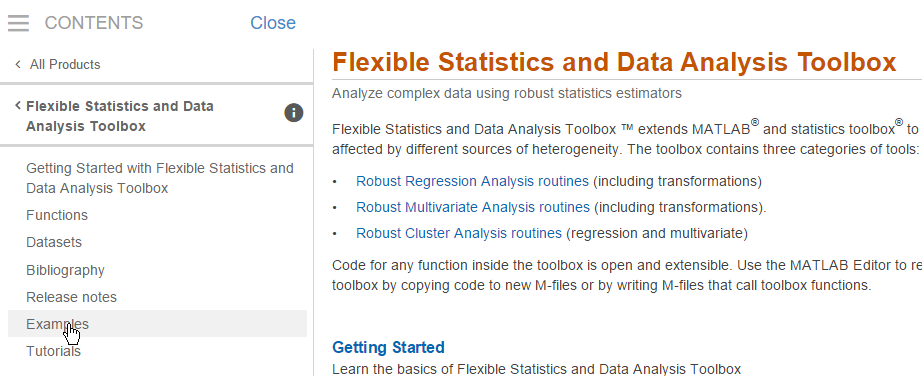 CONTENTS Close
All Products
Flexible Statistics and Data
Analysis Toolbox
Getting Started with Flexible Statistics and
Data Analysis Toolbox
Functions
Datasets
Bibliography
Release notes
Examples
Tutorials
Flexible Statistics and Data Analysis Toolbox
Analyze complex data using robust statistics estimators
Flexible Statistics and Data Analysis Toolbox ™ extends MATLAB® and statistics toolbox® to
affected by different sources of heterogeneity. The toolbox contains three categories of tools:
• Robust Regression Analysis routines (including transformations)
• Robust Multivariate Analysis routines (including transformations).
• Robust Cluster Analysis routines (regression and multivariate)
Code for any function inside the toolbox is open and extensible. Use the MATLAB Editor to re
toolbox by copying code to new M-files or by writing M-files that call toolbox functions.
Getting Started
Learn the basics of Flexible Statistics and Data Analysis Toolbox